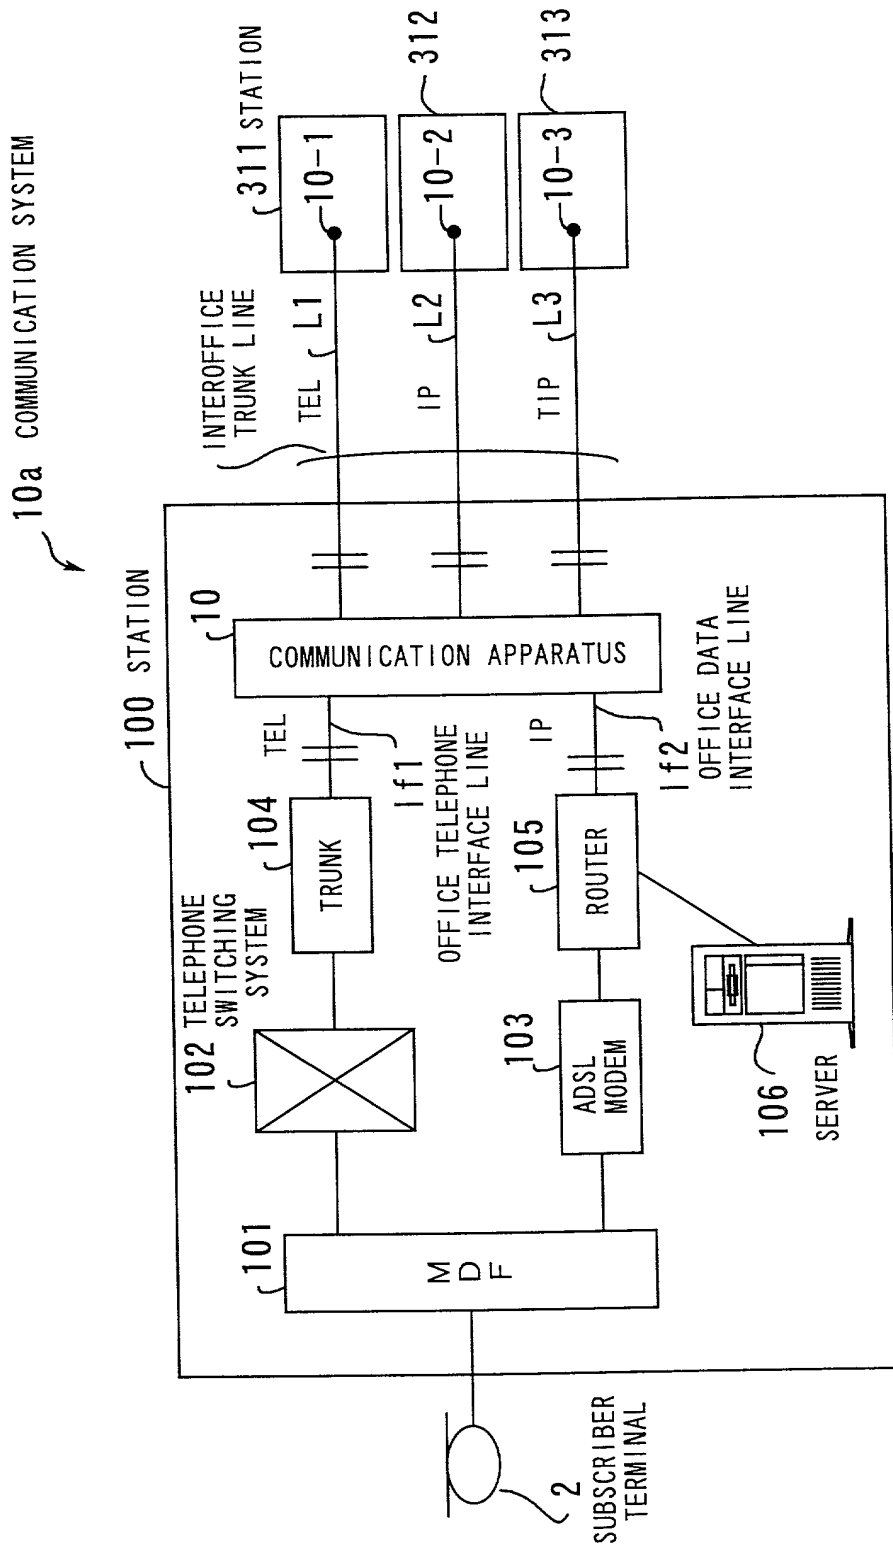 10a COMMUNICATION SYSTEM
100 STATION
10
COMMUNICATION APPARATUS
INTEROFFICE
TRUNK LINE
311 STATION
10-1
TEL
L1
312
10-2
IP
L2
313
10-3
TIP
L3
102 TELEPHONE
SWITCHING
SYSTEM
104
TRUNK
TEL
If1
OFFICE TELEPHONE
INTERFACE LINE
101
MDF
103
ADSL
MODEM
105
ROUTER
IP
If2
OFFICE DATA
INTERFACE LINE
106
SERVER
2
SUBSCRIBER
TERMINAL